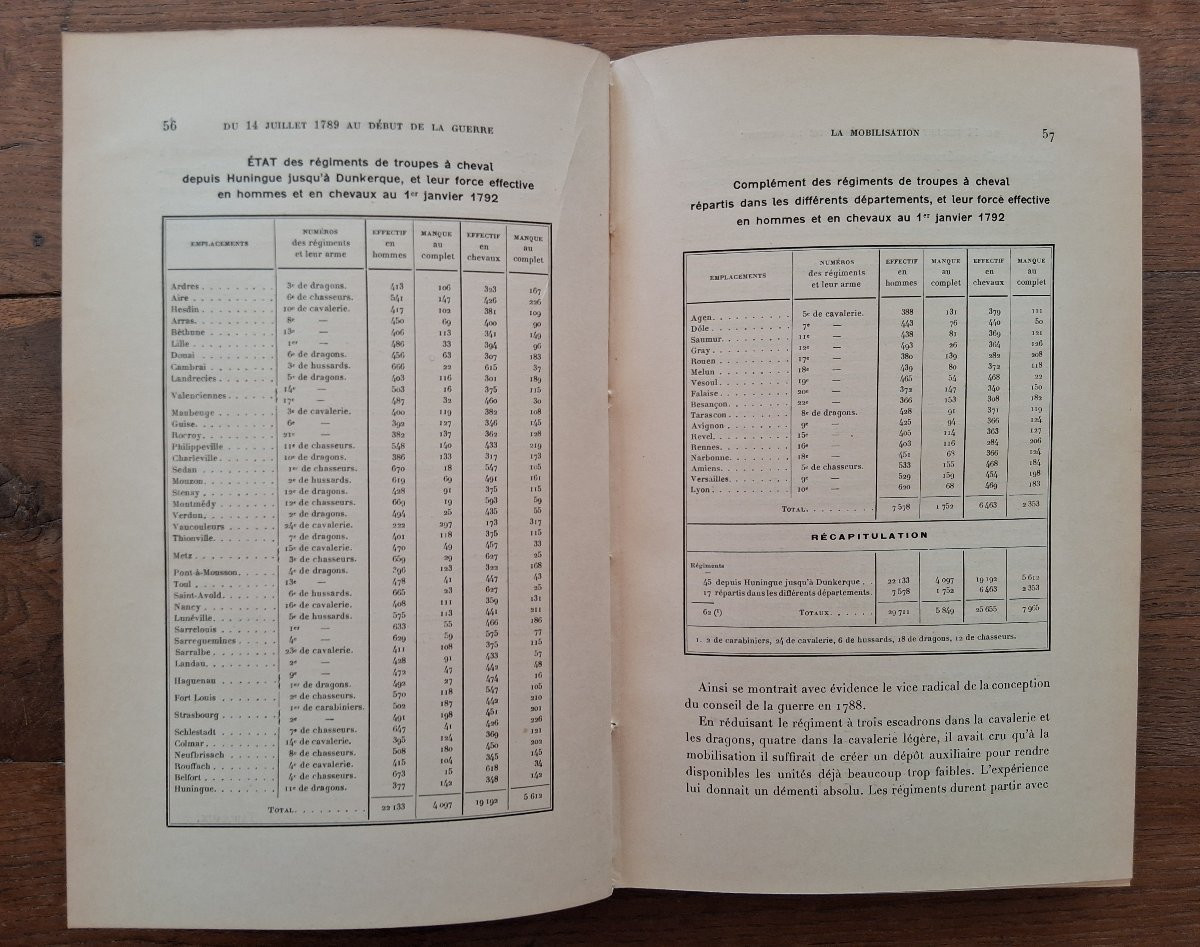 56 DU 14 JUILLET 1789 AU DÉBUT DE LA GUERRE
ÉTAT des régiments de troupes à cheval
depuis Huningue jusqu'à Dunkerque, et leur force effective
en hommes et en chevaux au 1er janvier 1792
EMPLACEMENTS NUMÉROS des régiments et leur arme EFFECTIF en hommes MANQUE au complet EFFECTIF en chevaux MANQUE au complet
Ardres 3e de dragons. 413 106 323 167
Aire 6e de chasseurs. 541 147 426 226
Hesdin 10e de cavalerie. 417 102 381 109
Arras. 8e — 450 69 400 90
Béthune 13e — 406 113 341 149
Lille 1er — 486 33 394 96
Douai 6e de dragons. 456 63 307 183
Cambrai 3e de hussards. 666 22 615 37
Landrecies 5e de dragons. 403 116 301 189
Valenciennes 14e — 503 16 375 115
17e — 487 32 460 30
Maubeuge 3e de cavalerie. 400 119 382 108
Guise. 6e — 392 127 346 145
Rocroy. 21e — 382 137 362 128
Philippeville 11e de chasseurs. 548 140 433 219
Charleville 10e de dragons. 386 133 317 173
Sedan 1er de chasseurs. 670 18 547 105
Mouzon 2e de hussards. 619 69 491 161
Stenay 12e de dragons. 428 91 375 115
Montmédy 12e de chasseurs. 669 19 593 59
Verdun. 2e de dragons. 494 25 435 55
Vaucouleurs 24e de cavalerie. 222 297 173 317
Thionville. 7e de dragons. 401 118 375 115
Metz 15e de cavalerie. 470 49 457 33
3e de chasseurs. 659 29 627 25
Pont-à-Mousson. 4e de dragons. 396 123 322 168
Toul 13e — 478 41 447 43
Saint-Avold. 6e de hussards. 665 23 627 25
Nancy 16e de cavalerie. 408 111 359 131
Lunéville 5e de hussards. 575 113 441 211
Sarrelouis 1er — 633 55 466 186
Sarreguemines 4e — 629 59 575 77
Sarralbe. 23e de cavalerie. 411 108 375 115
Landau. 2e — 428 91 433 57
Haguenau 9e — 472 47 442 48
1er de dragons. 492 27 474 16
Fort Louis 2e de chasseurs. 570 118 547 105
Strasbourg 1er de carabiniers. 502 187 442 210
2e — 491 198 451 201
Schlestadt 7e de chasseurs. 647 41 426 226
Colmar 14e de cavalerie. 395 124 369 121
Neufbrisach 8e de chasseurs. 508 180 450 202
Rouffach 4e de cavalerie. 415 104 345 145
Belfort 4e de chasseurs. 673 15 618 34
Huningue. 11e de dragons. 377 142 348 142
TOTAL. 22 133 4 097 19 192 5 612
LA MOBILISATION 57
Complément des régiments de troupes à cheval
répartis dans les différents départements, et leur force effective
en hommes et en chevaux au 1er janvier 1792
EMPLACEMENTS NUMÉROS des régiments et leur arme EFFECTIF en hommes MANQUE au complet EFFECTIF en chevaux MANQUE au complet
Agen. 5e de cavalerie. 388 131 379 111
Dôle. 7e — 443 76 440 50
Saumur. 11e — 438 81 369 121
Gray. 12e — 493 26 364 126
Rouen 17e — 380 139 282 208
Melun 18e — 439 80 372 118
Vesoul 19e — 465 54 468 22
Falaise 20e — 372 147 340 150
Besançon. 22e — 366 153 308 182
Tarascon 8e de dragons. 428 91 371 119
Avignon 9e — 425 94 366 124
Revel. 15e — 405 114 363 127
Rennes. 16e — 403 116 284 206
Narbonne. 18e — 451 68 366 124
Amiens. 5e de chasseurs. 533 155 468 184
Versailles. 9e — 529 159 454 198
Lyon. 10e — 620 68 469 183
TOTAL. 7 578 1 752 6 463 2 353
RÉCAPITULATION
Régiments
45 depuis Huningue jusqu'à Dunkerque. 22 133 4 097 19 192 5 612
17 répartis dans les différents départements. 7 578 1 752 6 463 2 353
62 (1) TOTAUX. 29 711 5 849 25 655 7 965
1. 2 de carabiniers, 24 de cavalerie, 6 de hussards, 18 de dragons, 12 de chasseurs.
Ainsi se montrait avec évidence le vice radical de la conception
du conseil de la guerre en 1788.
En réduisant le régiment à trois escadrons dans la cavalerie et
les dragons, quatre dans la cavalerie légère, il avait cru qu'à la
mobilisation il suffirait de créer un dépôt auxiliaire pour rendre
disponibles les unités déjà beaucoup trop faibles. L'expérience
lui donnait un démenti absolu. Les régiments durent partir avec